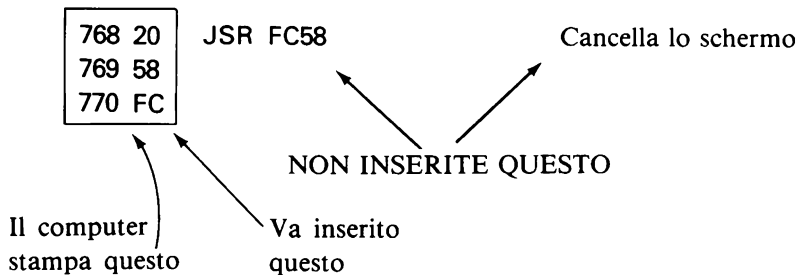 768 20 JSR FC58 Cancella lo schermo
769 58
770 FC
NON INSERITE QUESTO
Il computer
stampa questo
Va inserito
questo